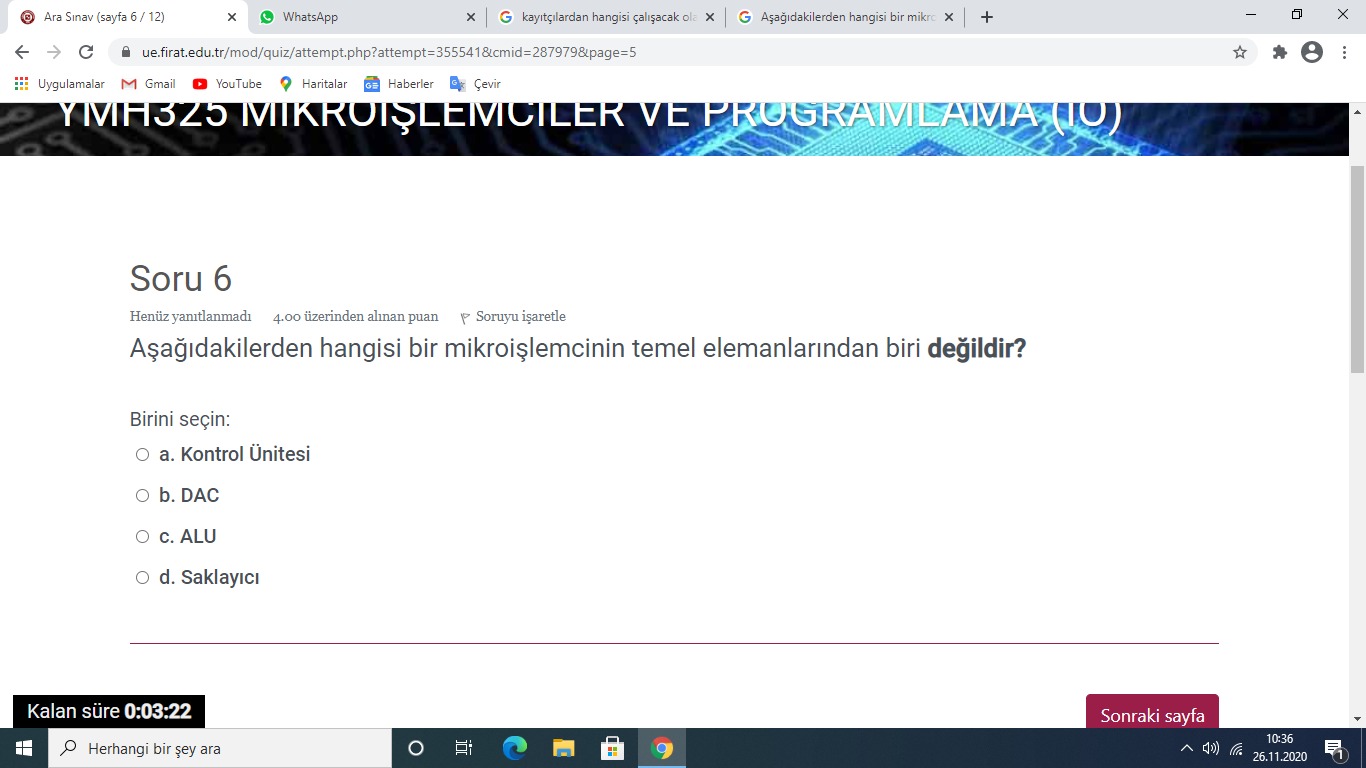 Ara Sınav (sayfa 6 / 12)
WhatsApp
kayıtçılardan hangisi çalışacak ola
Aşağıdakilerden hangisi bir mikro
ue.firat.edu.tr/mod/quiz/attempt.php?attempt=355541&cmid=287979&page=5
Uygulamalar Gmail YouTube Haritalar Haberler Çevir
YMH325 MİKROİŞLEMCİLER VE PROGRAMLAMA (İÖ)
Soru 6
Henüz yanıtlanmadı 4.00 üzerinden alınan puan Soruyu işaretle
Aşağıdakilerden hangisi bir mikroişlemcinin temel elemanlarından biri değildir?
Birini seçin:
a. Kontrol Ünitesi
b. DAC
c. ALU
d. Saklayıcı
Kalan süre 0:03:22
Sonraki sayfa
Herhangi bir şey ara
10:36
26.11.2020
1